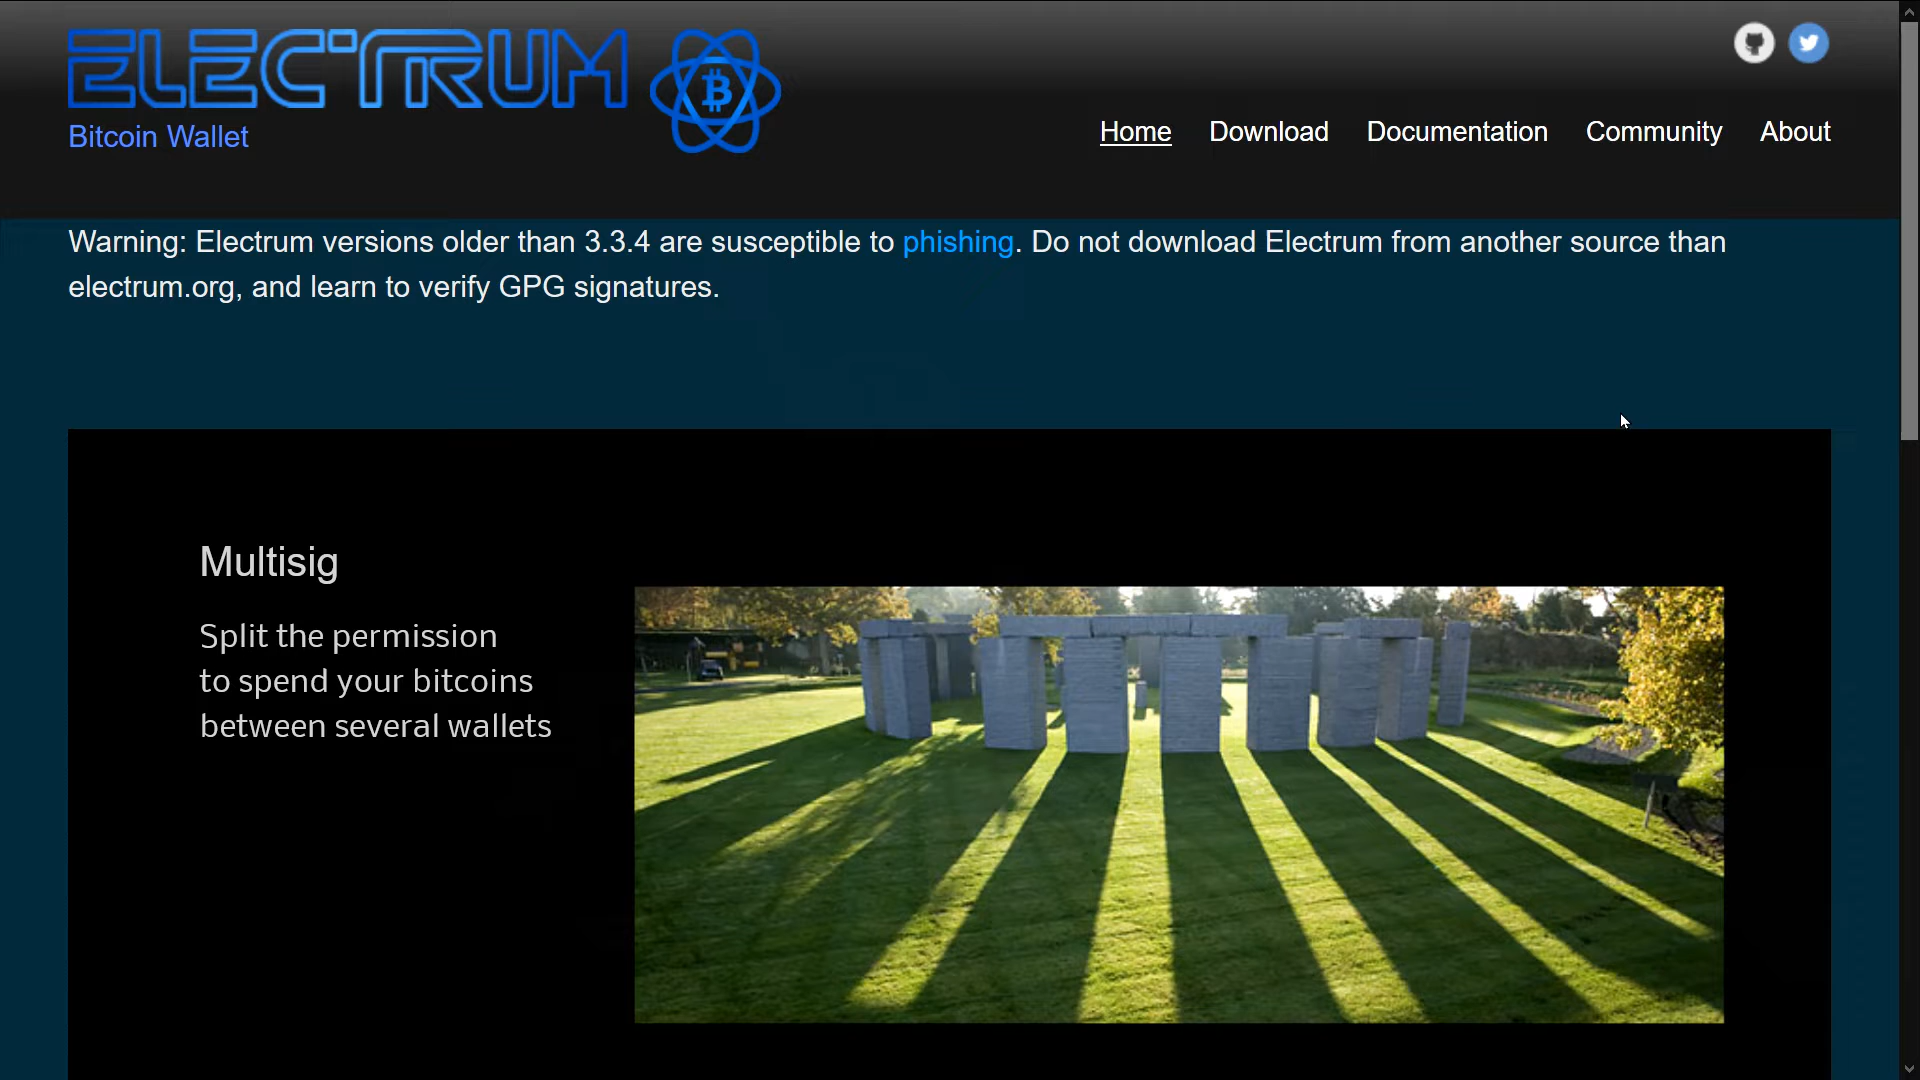 ELECTRUM
Bitcoin Wallet
Home Download Documentation Community About
Warning: Electrum versions older than 3.3.4 are susceptible to phishing. Do not download Electrum from another source than
electrum.org, and learn to verify GPG signatures.
Multisig
Split the permission
to spend your bitcoins
between several wallets